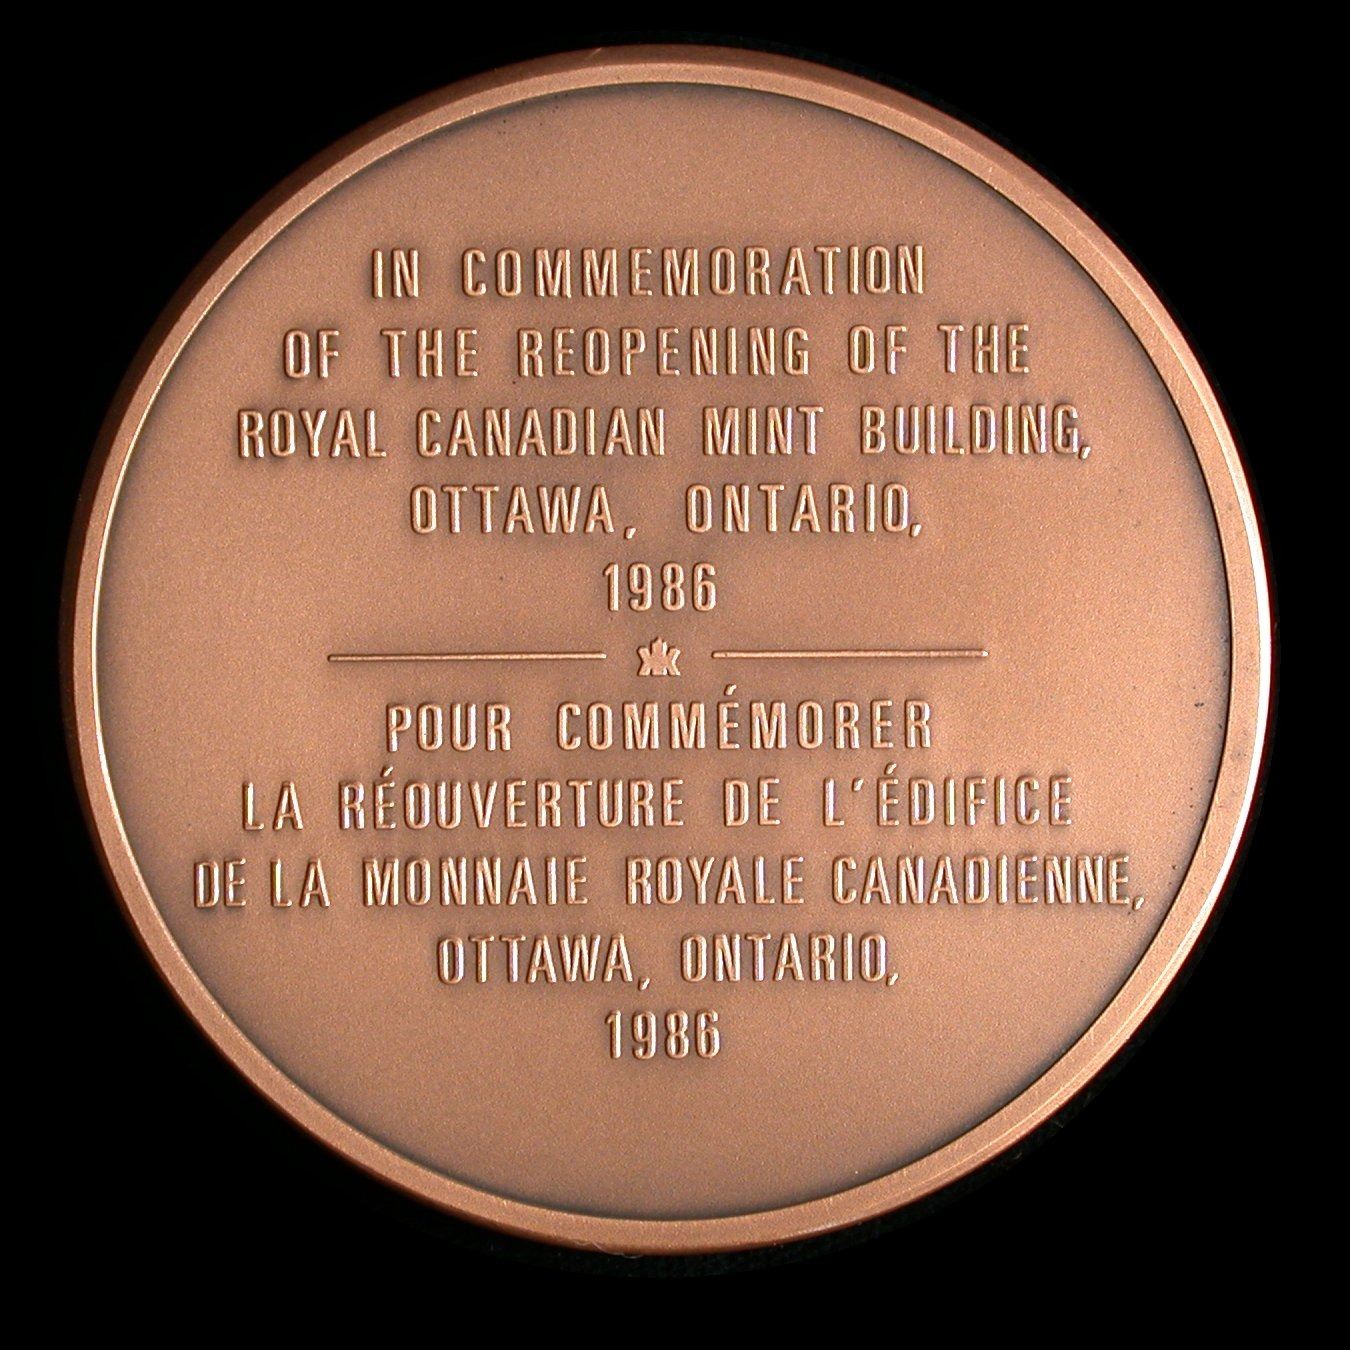 IN COMMEMORATION
OF THE REOPENING OF THE
ROYAL CANADIAN MINT BUILDING,
OTTAWA, ONTARIO,
1986
POUR COMMÉMORER
LA RÉOUVERTURE DE L'ÉDIFICE
DE LA MONNAIE ROYALE CANADIENNE,
OTTAWA, ONTARIO,
1986